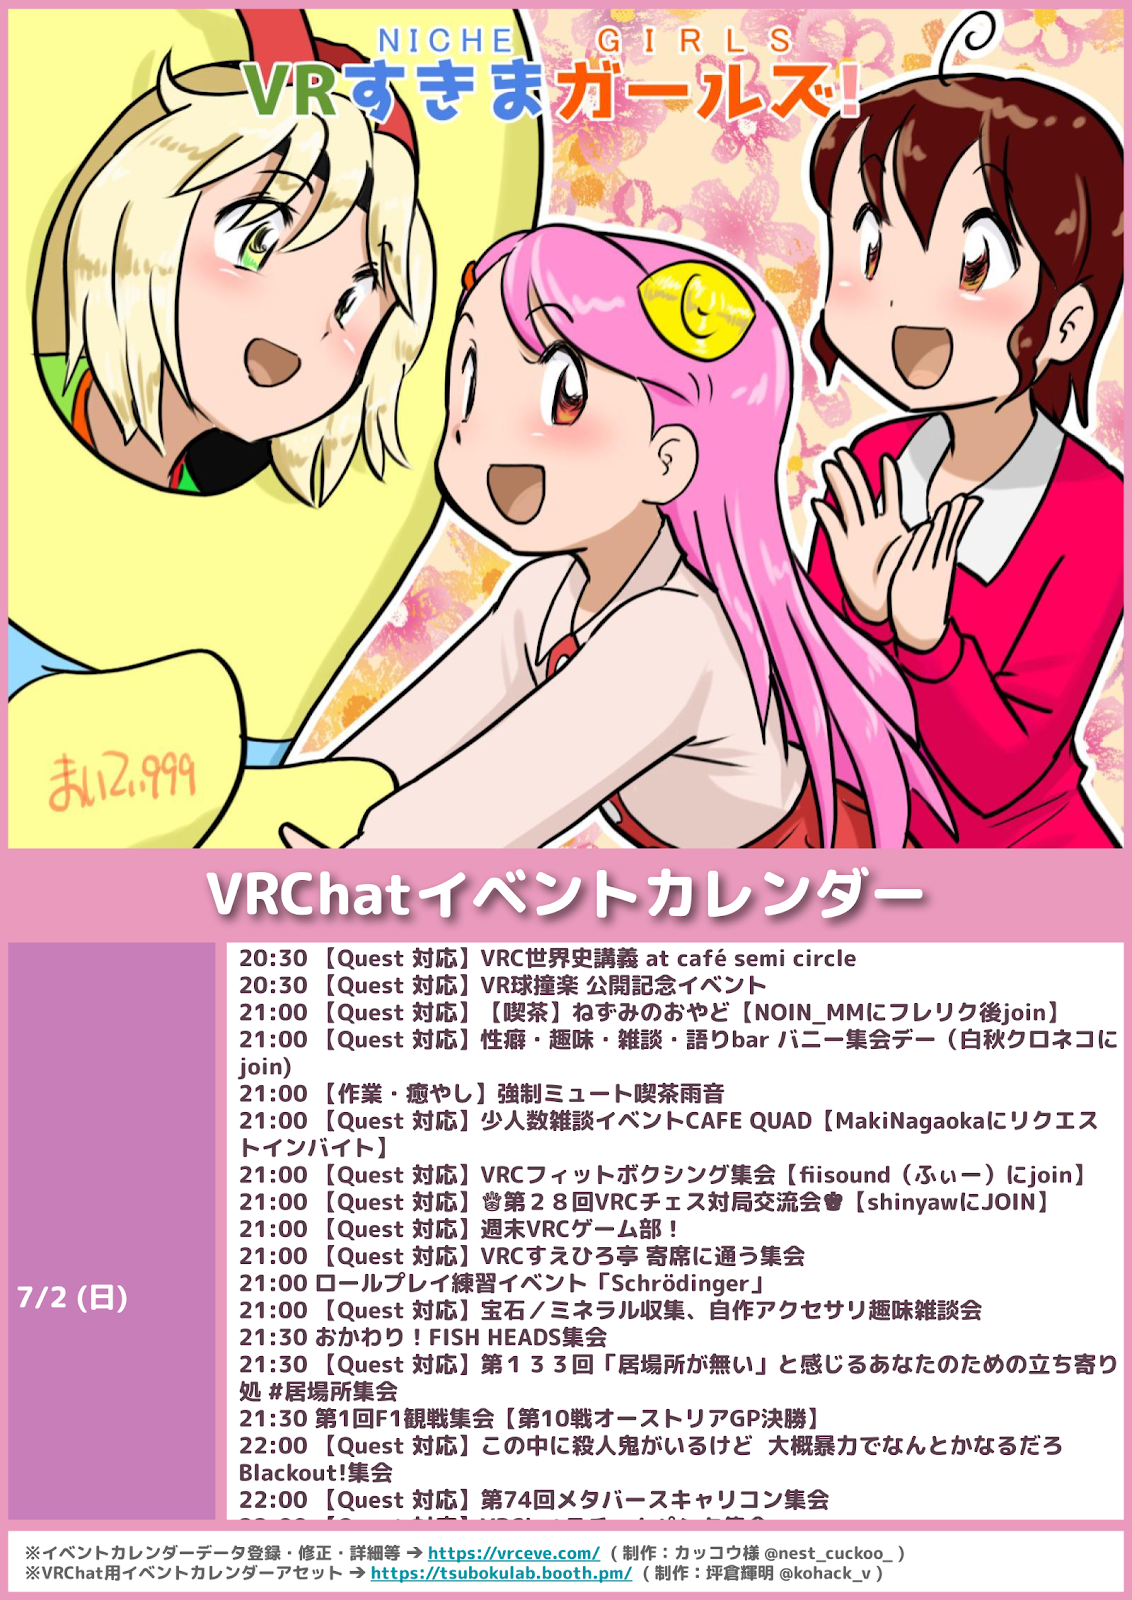 NICHE GIRLS
VRすきまガールズ!
まいてぃ999
VRChatイベントカレンダー
7/2 (日)
20:30 【Quest 対応】VRC世界史講義 at café semi circle
20:30 【Quest 対応】VR球撞楽 公開記念イベント
21:00 【Quest 対応】【喫茶】ねずみのおやど【NOIN_MMにフレリク後join】
21:00 【Quest 対応】性癖・趣味・雑談・語りbar バニー集会デー（白秋クロネコに
join)
21:00 【作業・癒やし】強制ミュート喫茶雨音
21:00 【Quest 対応】少人数雑談イベントCAFE QUAD【MakiNagaokaにリクエス
トインバイト】
21:00 【Quest 対応】VRCフィットボクシング集会【fiisound（ふぃー）にjoin】
21:00 【Quest 対応】♔第２８回VRCチェス対局交流会♚【shinyawにJOIN】
21:00 【Quest 対応】週末VRCゲーム部！
21:00 【Quest 対応】VRCすえひろ亭 寄席に通う集会
21:00 ロールプレイ練習イベント「Schrödinger」
21:00 【Quest 対応】宝石／ミネラル収集、自作アクセサリ趣味雑談会
21:30 おかわり！FISH HEADS集会
21:30 【Quest 対応】第１３３回「居場所が無い」と感じるあなたのための立ち寄り
処 #居場所集会
21:30 第1回F1観戦集会【第10戦オーストリアGP決勝】
22:00 【Quest 対応】この中に殺人鬼がいるけど 大概暴力でなんとかなるだろ
Blackout!集会
22:00 【Quest 対応】第74回メタバースキャリコン集会
※イベントカレンダーデータ登録・修正・詳細等 ➔ https://vrceve.com/ （制作：カッコウ様 @nest_cuckoo_ ）
※VRChat用イベントカレンダーアセット ➔ https://tsubokulab.booth.pm/ （制作：坪倉輝明 @kohack_v ）